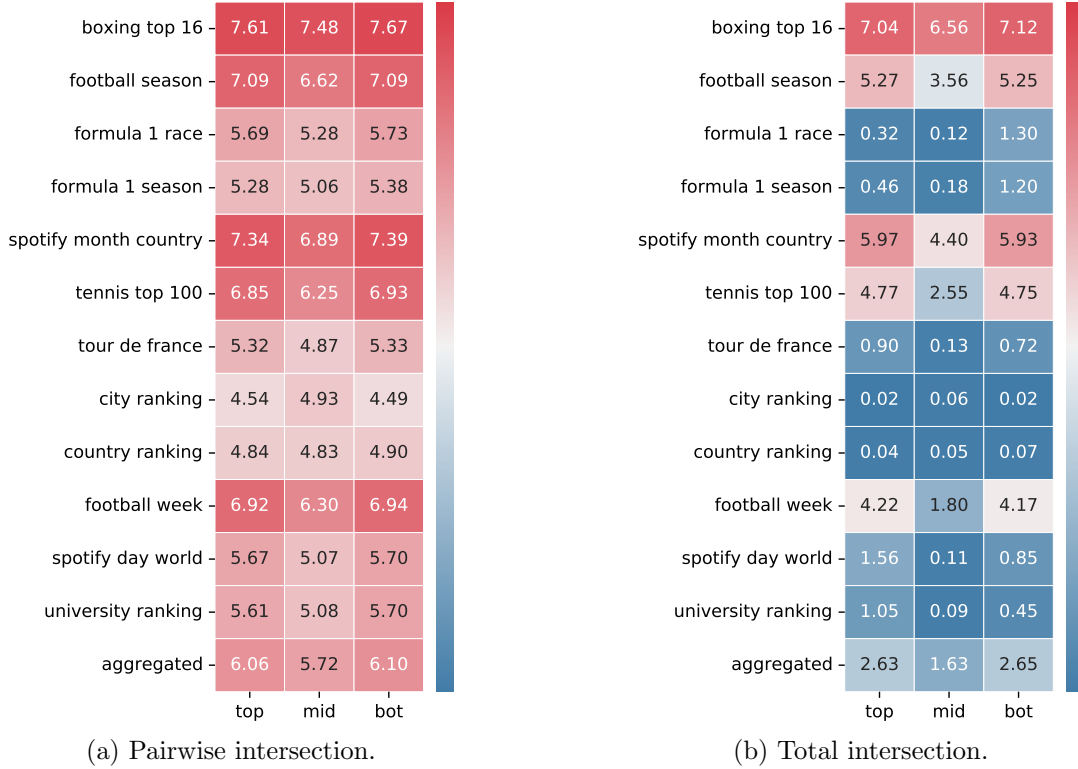 boxing top 16 7.61 7.48 7.67
football season 7.09 6.62 7.09
formula 1 race 5.69 5.28 5.73
formula 1 season 5.28 5.06 5.38
spotify month country 7.34 6.89 7.39
tennis top 100 6.85 6.25 6.93
tour de france 5.32 4.87 5.33
city ranking 4.54 4.93 4.49
country ranking 4.84 4.83 4.90
football week 6.92 6.30 6.94
spotify day world 5.67 5.07 5.70
university ranking 5.61 5.08 5.70
aggregated 6.06 5.72 6.10
top mid bot
(a) Pairwise intersection.
boxing top 16 7.04 6.56 7.12
football season 5.27 3.56 5.25
formula 1 race 0.32 0.12 1.30
formula 1 season 0.46 0.18 1.20
spotify month country 5.97 4.40 5.93
tennis top 100 4.77 2.55 4.75
tour de france 0.90 0.13 0.72
city ranking 0.02 0.06 0.02
country ranking 0.04 0.05 0.07
football week 4.22 1.80 4.17
spotify day world 1.56 0.11 0.85
university ranking 1.05 0.09 0.45
aggregated 2.63 1.63 2.65
top mid bot
(b) Total intersection.